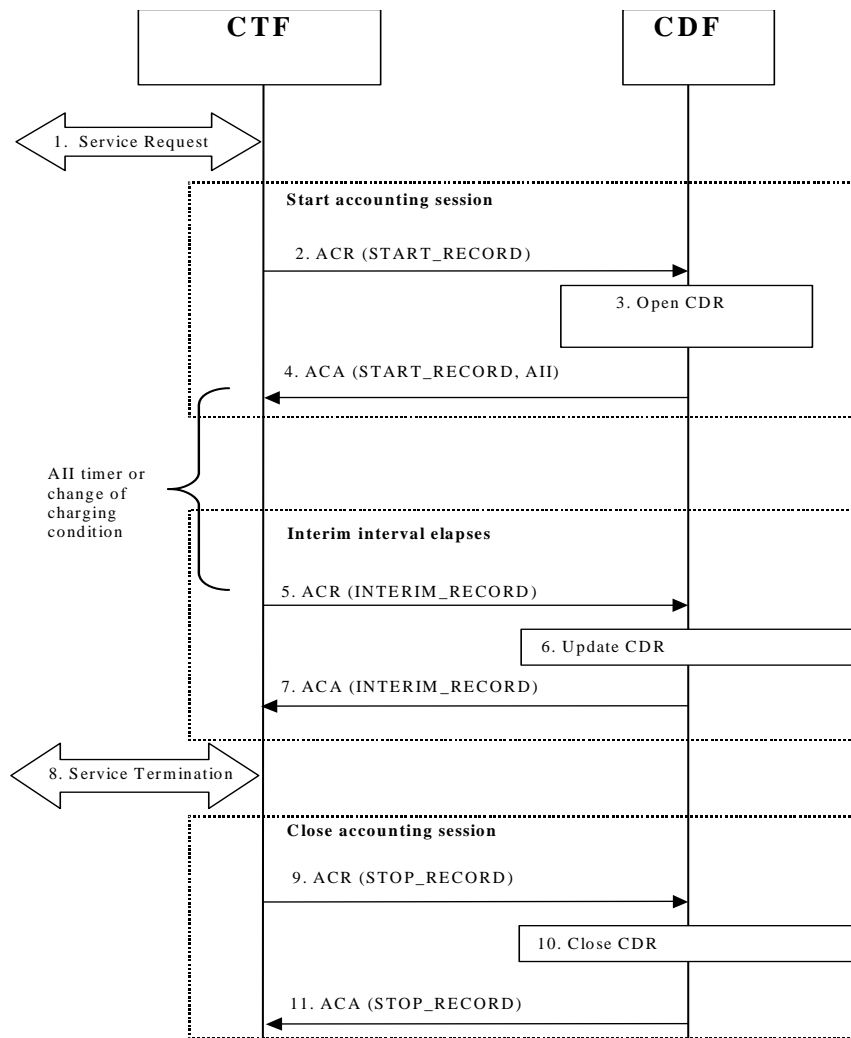 CTF
CDF
1. Service Request
Start accounting session
2. ACR (START_RECORD)
3. Open CDR
4. ACA (START_RECORD, AII)
AII timer or
change of
charging
condition
Interim interval elapses
5. ACR (INTERIM_RECORD)
6. Update CDR
7. ACA (INTERIM_RECORD)
8. Service Termination
Close accounting session
9. ACR (STOP_RECORD)
10. Close CDR
11. ACA (STOP_RECORD)